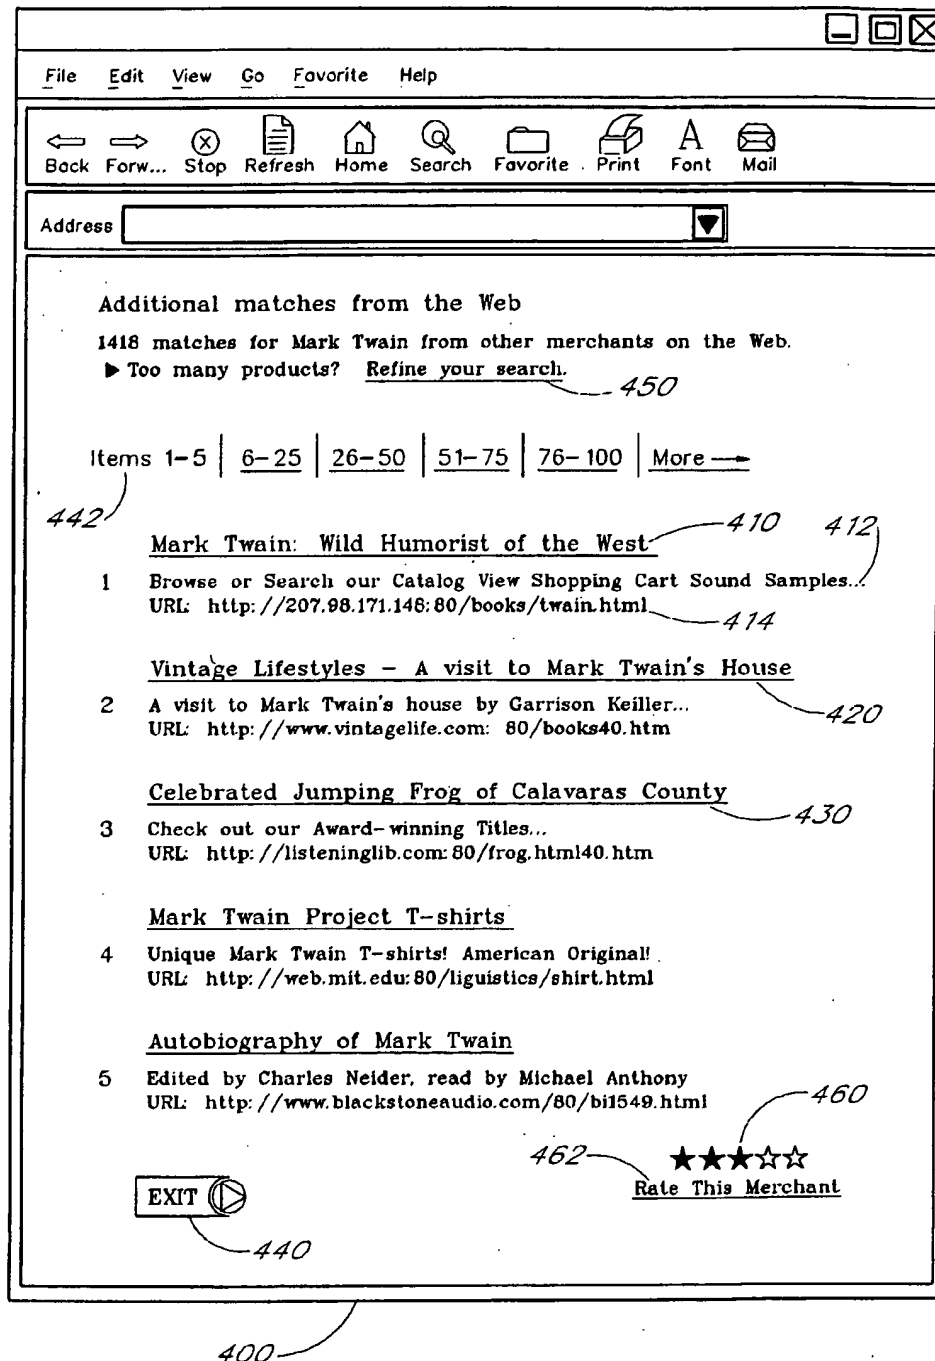 File Edit View Go Favorite Help
Back Forw... Stop Refresh Home Search Favorite Print Font Mail
Address
Additional matches from the Web
1418 matches for Mark Twain from other merchants on the Web.
Too many products? Refine your search.
450
Items 1-5 | 6-25 | 26-50 | 51-75 | 76-100 | More
442
410
412
Mark Twain: Wild Humorist of the West
1 Browse or Search our Catalog View Shopping Cart Sound Samples...
URL: http://207.98.171.146:80/books/twain.html
414
Vintage Lifestyles - A visit to Mark Twain's House
2 A visit to Mark Twain's house by Garrison Keiller...
420
URL: http://www.vintagelife.com: 80/books40.htm
Celebrated Jumping Frog of Calavaras County
430
3 Check out our Award-winning Titles...
URL: http://listeninglib.com:80/frog.html40.htm
Mark Twain Project T-shirts
4 Unique Mark Twain T-shirts! American Original!
URL: http://web.mit.edu:80/liguistics/shirt.html
Autobiography of Mark Twain
5 Edited by Charles Neider, read by Michael Anthony
URL: http://www.blackstoneaudio.com/80/bi1549.html
460
462
Rate This Merchant
EXIT
440
400